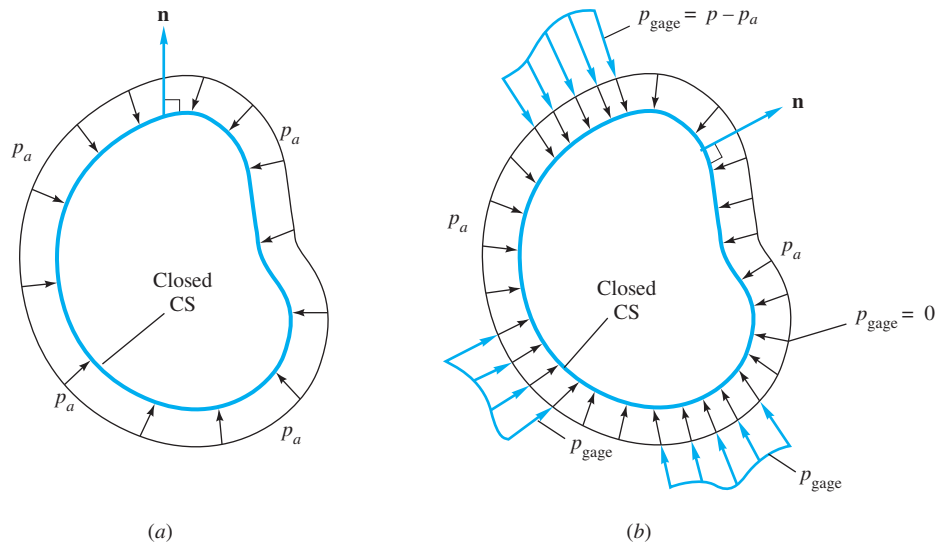 n
p_a
p_a
Closed
CS
p_a
p_a
(a)
p_gage = p – p_a
n
p_a
p_a
Closed
CS
p_gage = 0
p_gage
p_gage
(b)